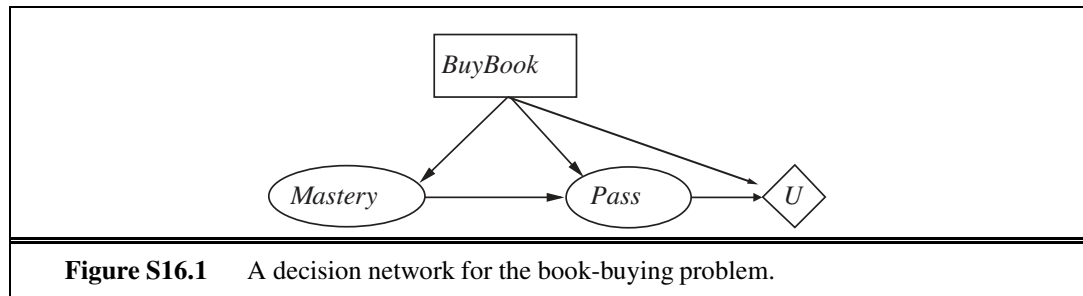 BuyBook
Mastery
Pass
U
Figure S16.1 A decision network for the book-buying problem.